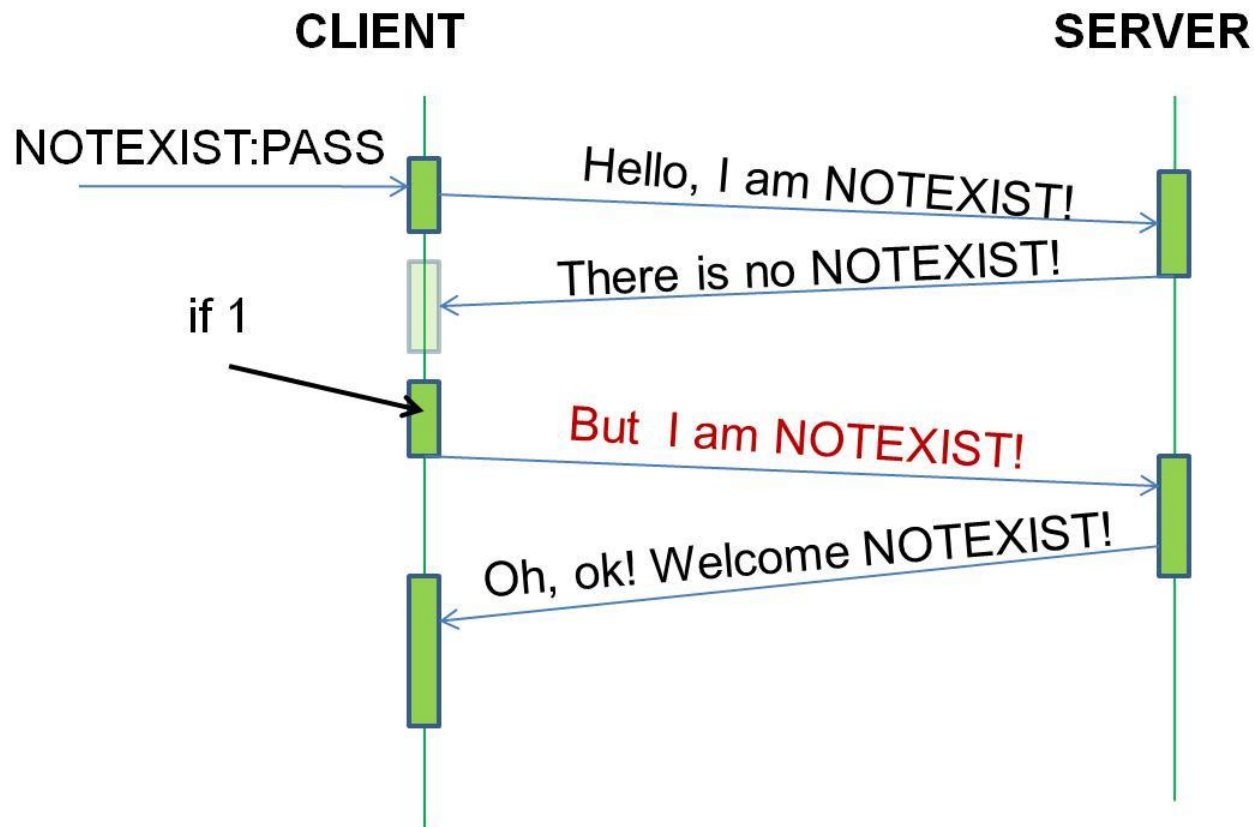 CLIENT
SERVER
NOTEXIST:PASS
Hello, I am NOTEXIST!
There is no NOTEXIST!
if 1
But I am NOTEXIST!
Oh, ok! Welcome NOTEXIST!